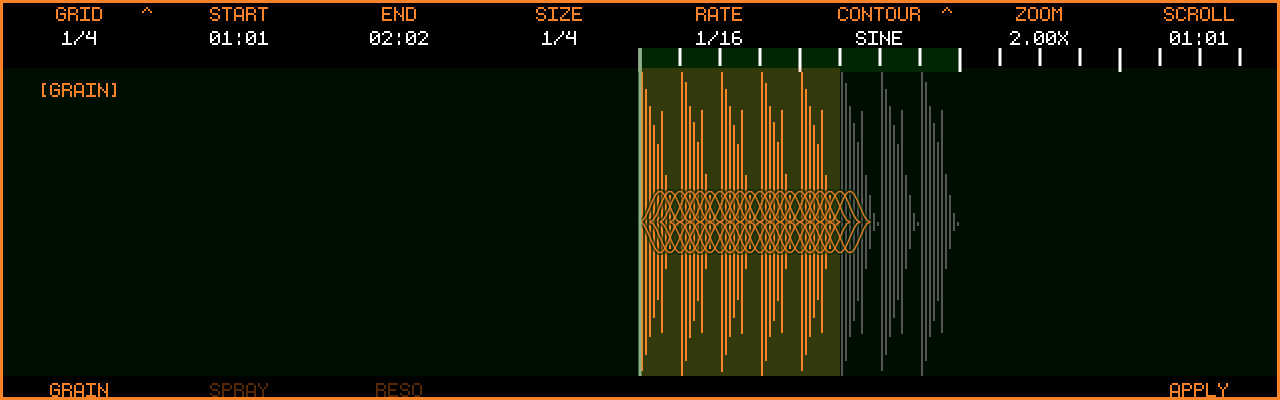 GRID ^ START END SIZE RATE CONTOUR ^ ZOOM SCROLL
1/4 01:01 02:02 1/4 1/16 SINE 2.00X 01:01
[GRAIN]
GRAIN SPRAY RESO APPLY